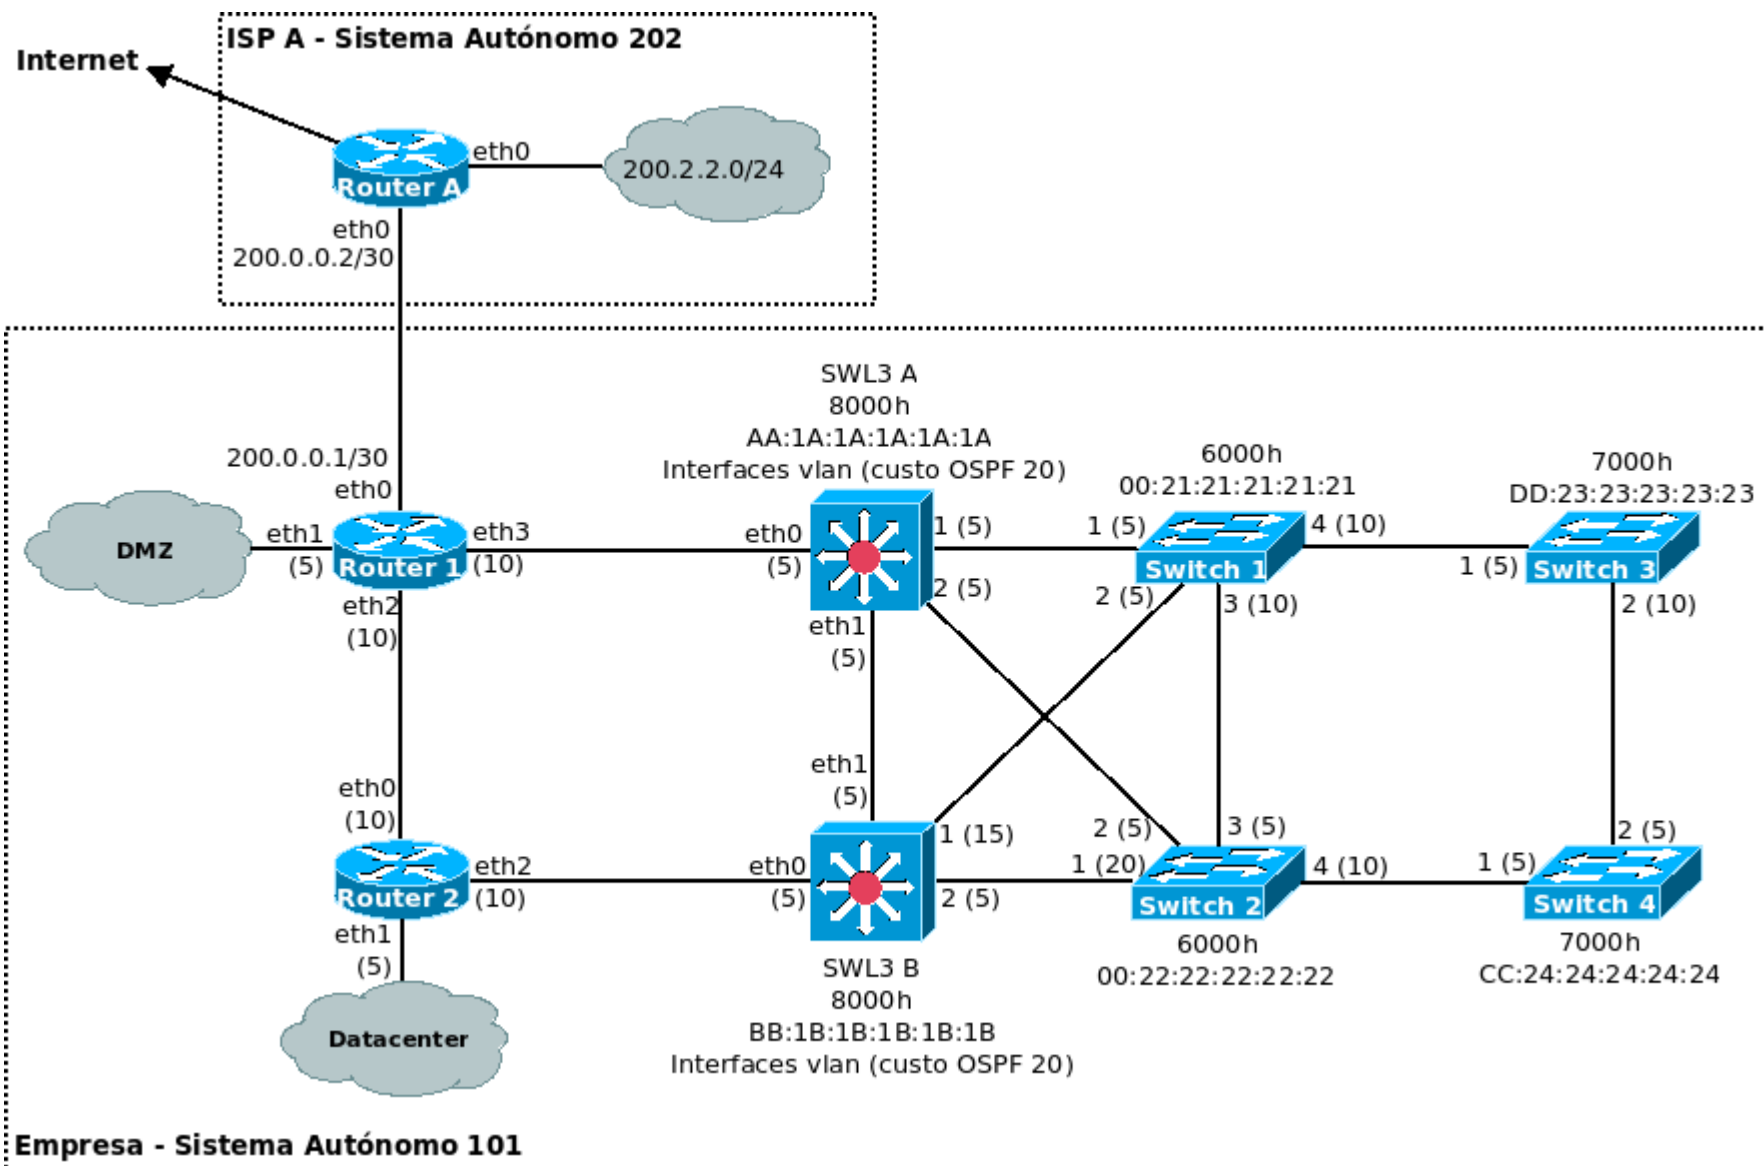 ISP A - Sistema Autónomo 202
Internet
eth0
200.2.2.0/24
Router A
eth0
200.0.0.2/30
SWL3 A
8000h
AA:1A:1A:1A:1A:1A
Interfaces vlan (custo OSPF 20)
6000h
00:21:21:21:21:21
7000h
DD:23:23:23:23:23
200.0.0.1/30
eth0
DMZ
eth1
(5)
Router 1
eth3
(10)
eth2
(10)
eth0
(5)
1 (5)
2 (5)
eth1
(5)
1 (5)
2 (5)
Switch 1
4 (10)
3 (10)
1 (5)
Switch 3
2 (10)
eth0
(10)
Router 2
eth2
(10)
eth1
(5)
eth1
(5)
eth0
(5)
1 (15)
2 (5)
2 (5)
1 (20)
3 (5)
Switch 2
4 (10)
2 (5)
1 (5)
Switch 4
6000h
00:22:22:22:22:22
7000h
CC:24:24:24:24:24
SWL3 B
8000h
BB:1B:1B:1B:1B:1B
Interfaces vlan (custo OSPF 20)
Datacenter
Empresa - Sistema Autónomo 101